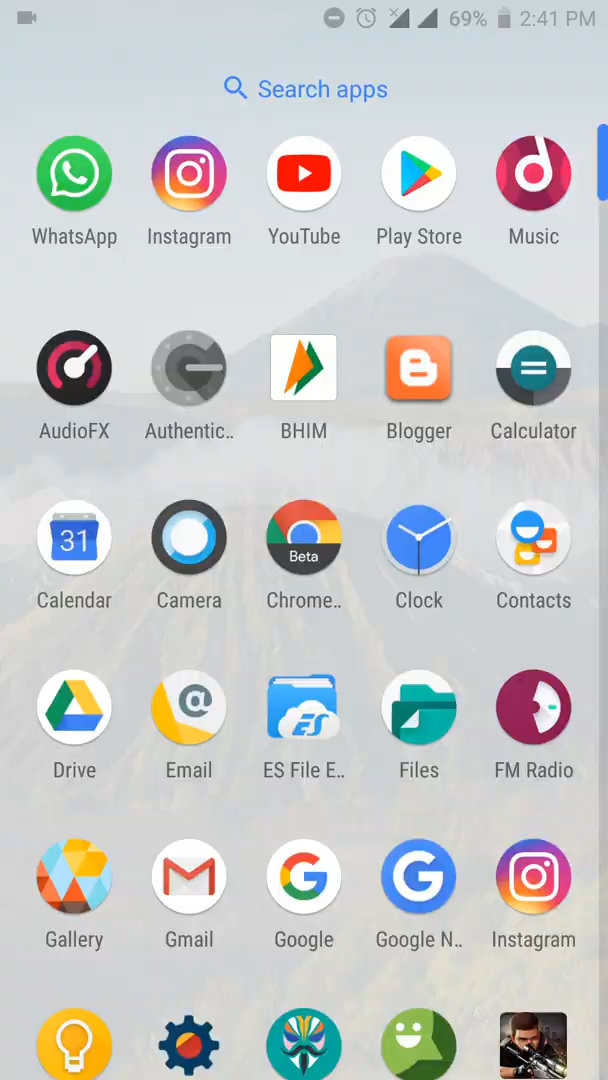 69% 2:41 PM
Search apps
WhatsApp Instagram YouTube Play Store Music
AudioFX Authentic.. BHIM Blogger Calculator
31 Beta
Calendar Camera Chrome.. Clock Contacts
@ ES
Drive Email ES File E.. Files FM Radio
G G
Gallery Gmail Google Google N.. Instagram